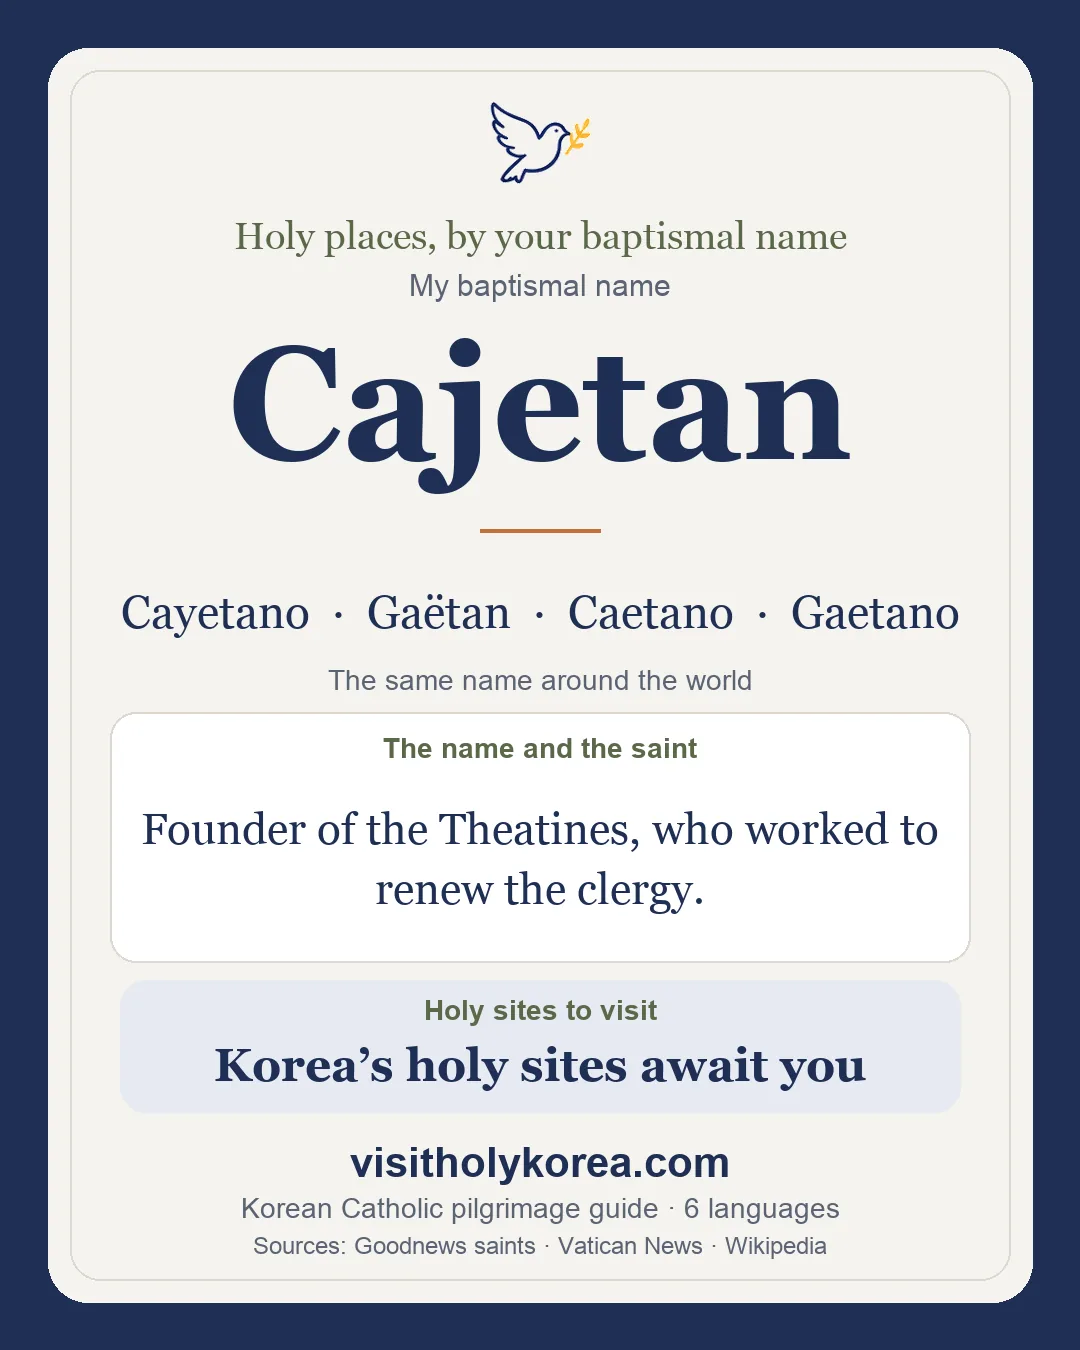 Holy places, by your baptismal name
My baptismal name
Cajetan
Cayetano · Gaëtan · Caetano · Gaetano
The same name around the world
The name and the saint
Founder of the Theatines, who worked to
renew the clergy.
Holy sites to visit
Korea’s holy sites await you
visitholykorea.com
Korean Catholic pilgrimage guide · 6 languages
Sources: Goodnews saints · Vatican News · Wikipedia